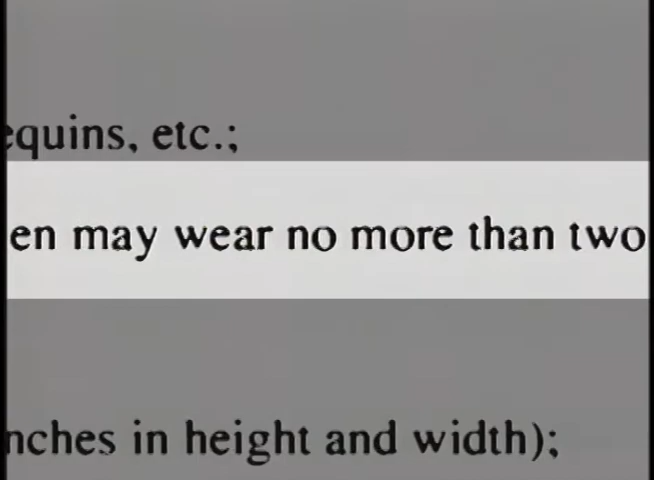 equins, etc.;
en may wear no more than two
nches in height and width);